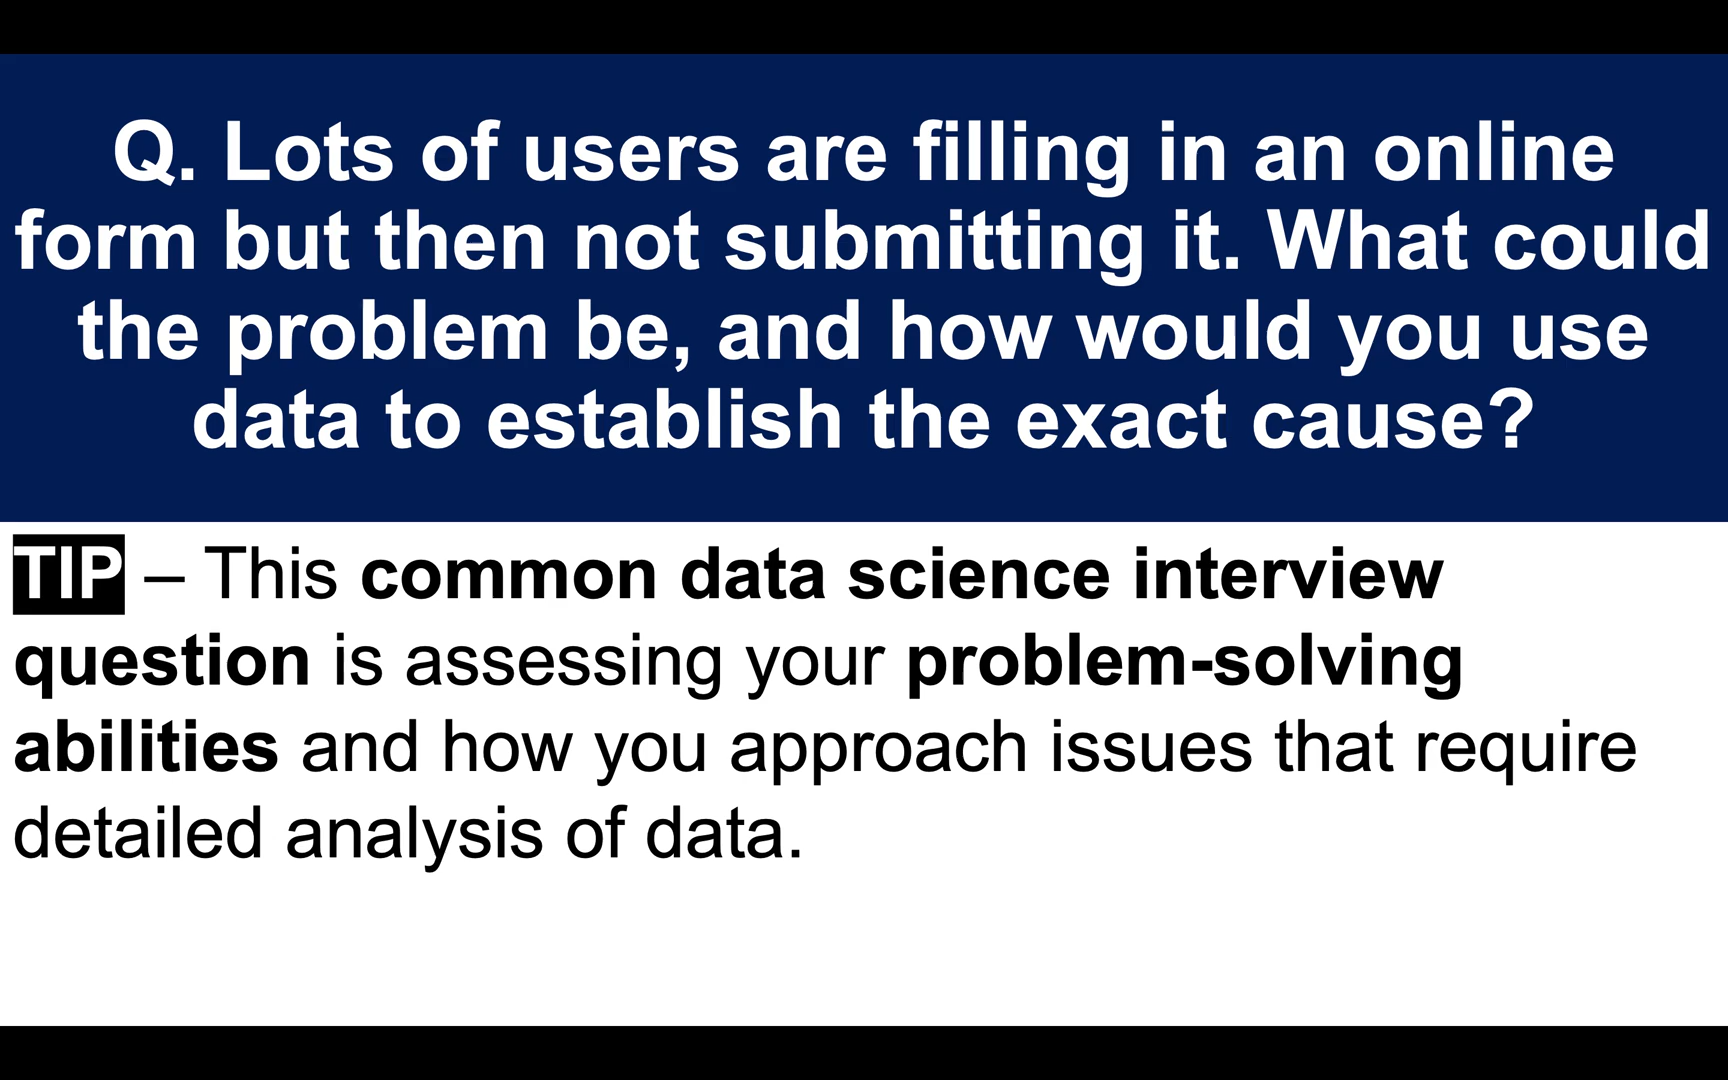 Q. Lots of users are filling in an online
form but then not submitting it. What could
the problem be, and how would you use
data to establish the exact cause?
TIP – This common data science interview
question is assessing your problem-solving
abilities and how you approach issues that require
detailed analysis of data.